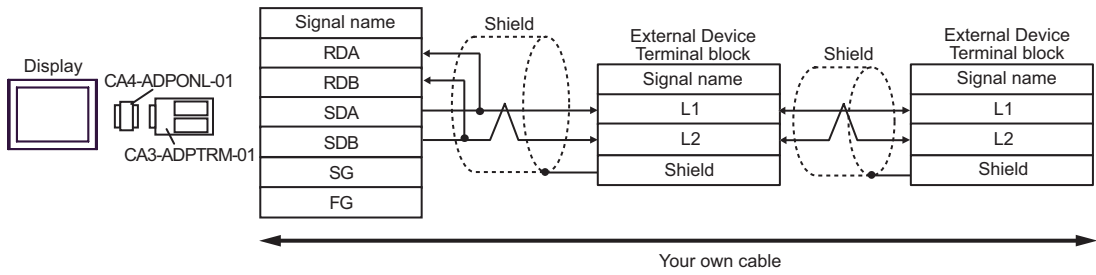 Display
CA4-ADPONL-01
CA3-ADPTRM-01
Signal name
RDA
RDB
SDA
SDB
SG
FG
Shield
External Device
Terminal block
Signal name
L1
L2
Shield
Shield
External Device
Terminal block
Signal name
L1
L2
Shield
Your own cable